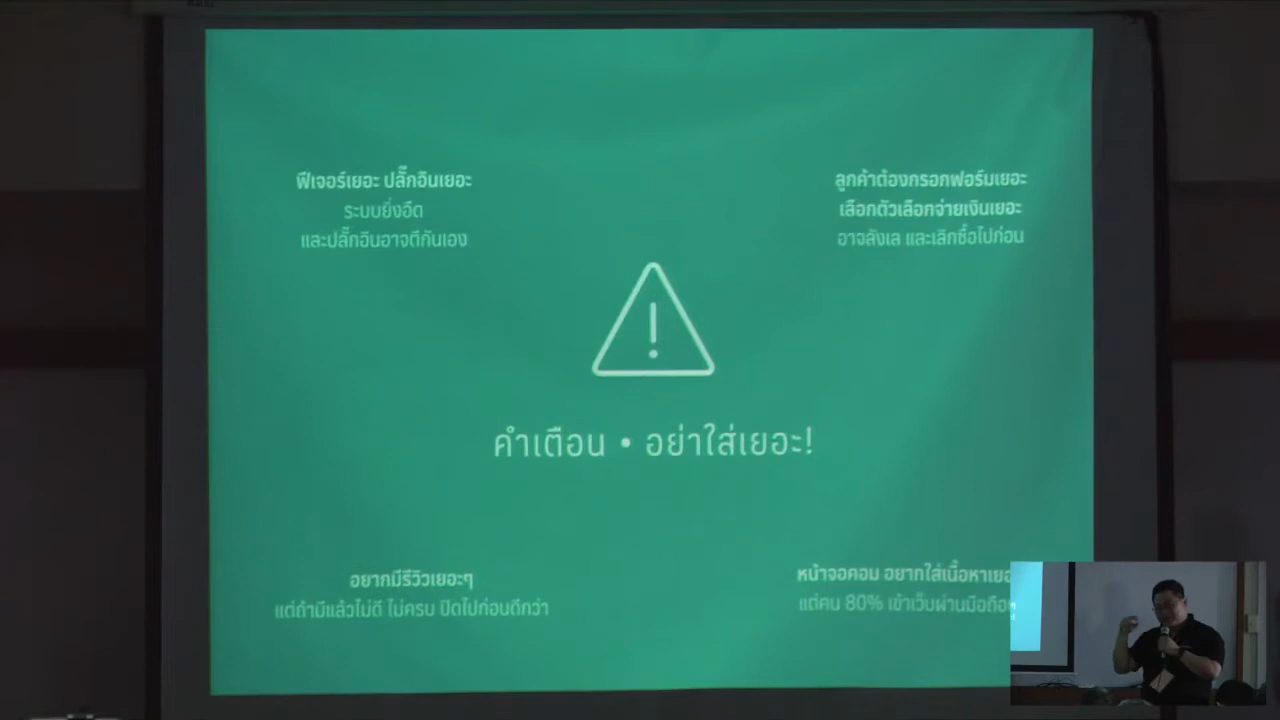 ฟีเจอร์เยอะ ปลั๊กอินเยอะ
ระบบยิ่งอืด
และปลั๊กอินอาจตีกันเอง
ลูกค้าต้องกรอกฟอร์มเยอะ
เลือกตัวเลือกจ่ายเงินเยอะ
อาจลังเล และเลิกซื้อไปก่อน
คำเตือน • อย่าใส่เยอะ!
อยากมีรีวิวเยอะๆ
แต่ถ้ามีแล้วไม่ดี ไม่ครบ ปิดไปก่อนดีกว่า
หน้าจอคอม อยากใส่เนื้อหาเยอะ
แต่คน 80% เข้าเว็บผ่านมือถือ